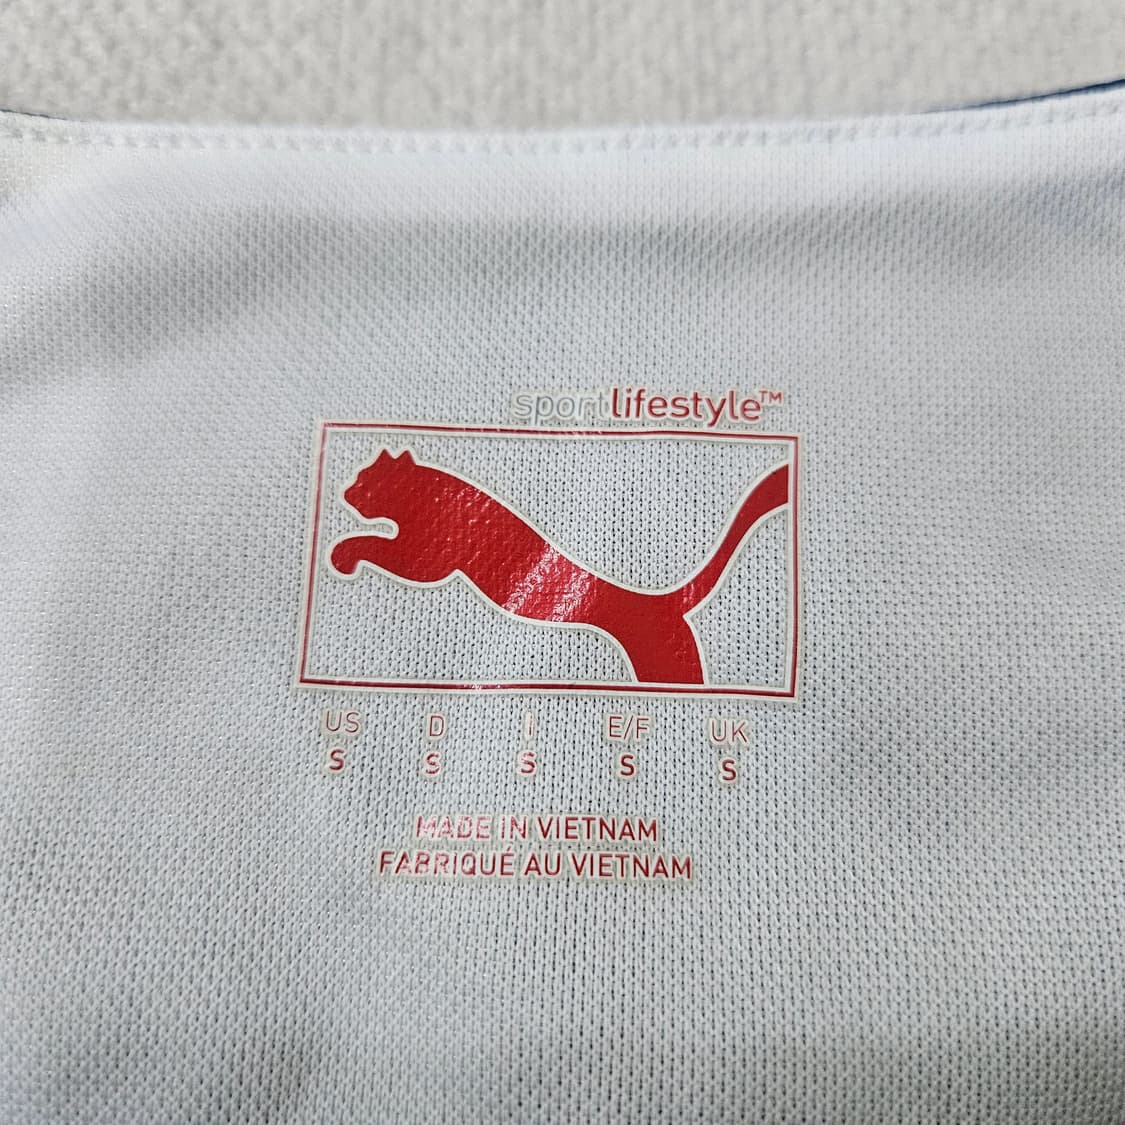 sportlifestyle™
US D I E/F UK
S S S S S
MADE IN VIETNAM
FABRIQUÉ AU VIETNAM